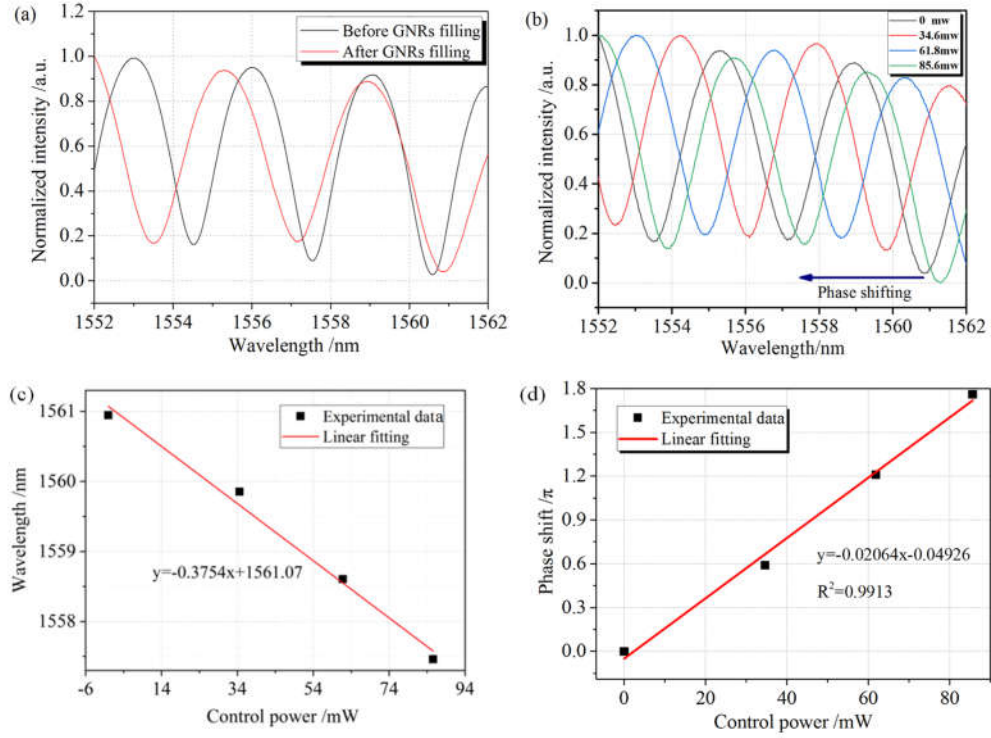 (a)
Before GNRs filling
After GNRs filling
Normalized intensity /a.u.
1.2
1.0
0.8
0.6
0.4
0.2
0.0
1552 1554 1556 1558 1560 1562
Wavelength /nm
(b)
0 mw
34.6mw
61.8mw
85.6mw
Normalized intensity /a.u.
1.0
0.8
0.6
0.4
0.2
0.0
Phase shifting
1552 1554 1556 1558 1560 1562
Wavelength/nm
(c)
Experimental data
Linear fitting
Wavelength /nm
1561
1560
1559
1558
y=-0.3754x+1561.07
-6 14 34 54 74 94
Control power /mW
(d)
Experimental data
Linear fitting
Phase shift /π
1.8
1.5
1.2
0.9
0.6
0.3
0.0
y=-0.02064x-0.04926
R²=0.9913
0 20 40 60 80
Control power /mW